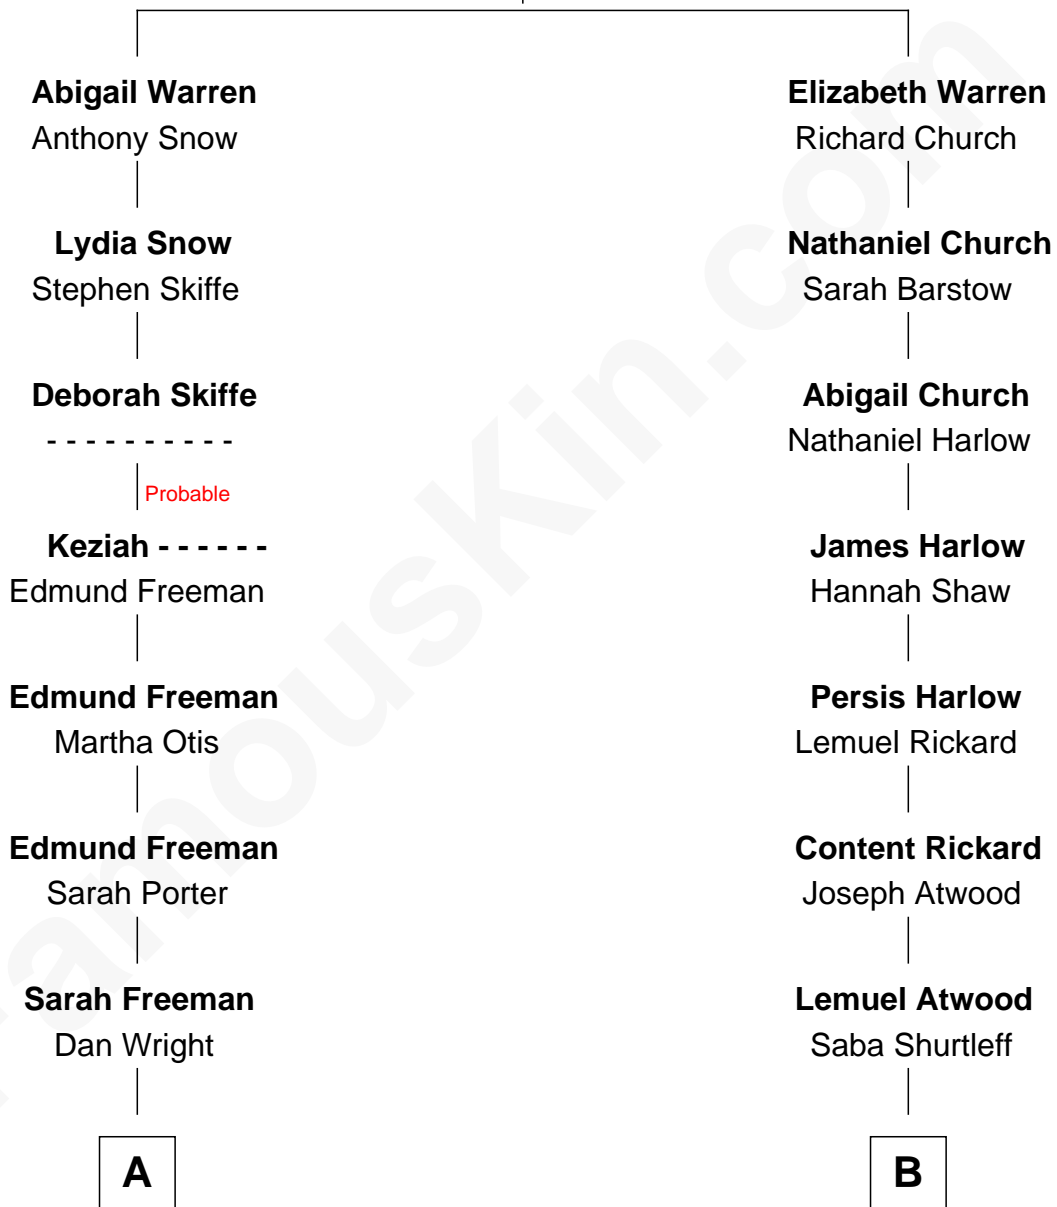 Abigail Warren
Anthony Snow
Lydia Snow
Stephen Skiffe
Deborah Skiffe
- - - - - - - - - -
Probable
Keziah - - - - - -
Edmund Freeman
Edmund Freeman
Martha Otis
Edmund Freeman
Sarah Porter
Sarah Freeman
Dan Wright
A
Elizabeth Warren
Richard Church
Nathaniel Church
Sarah Barstow
Abigail Church
Nathaniel Harlow
James Harlow
Hannah Shaw
Persis Harlow
Lemuel Rickard
Content Rickard
Joseph Atwood
Lemuel Atwood
Saba Shurtleff
B
FamousKin.com